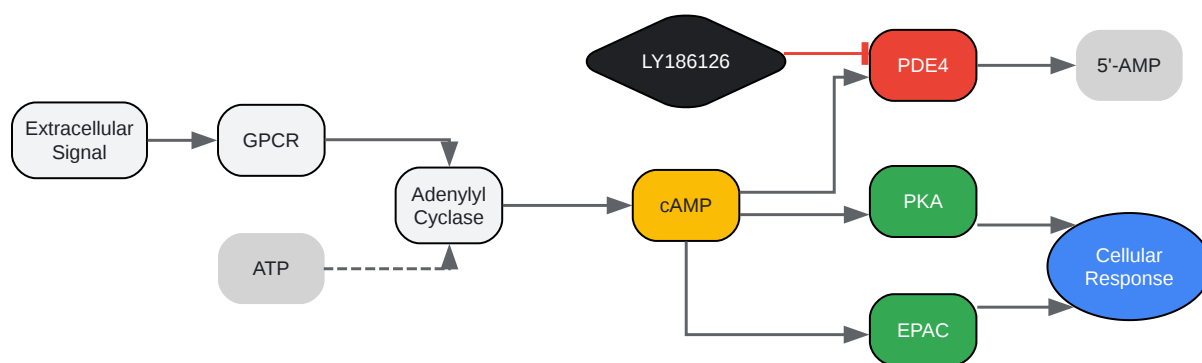 LY186126
PDE4
5'-AMP
Extracellular
Signal
GPCR
Adenylyl
Cyclase
cAMP
PKA
ATP
Cellular
Response
EPAC